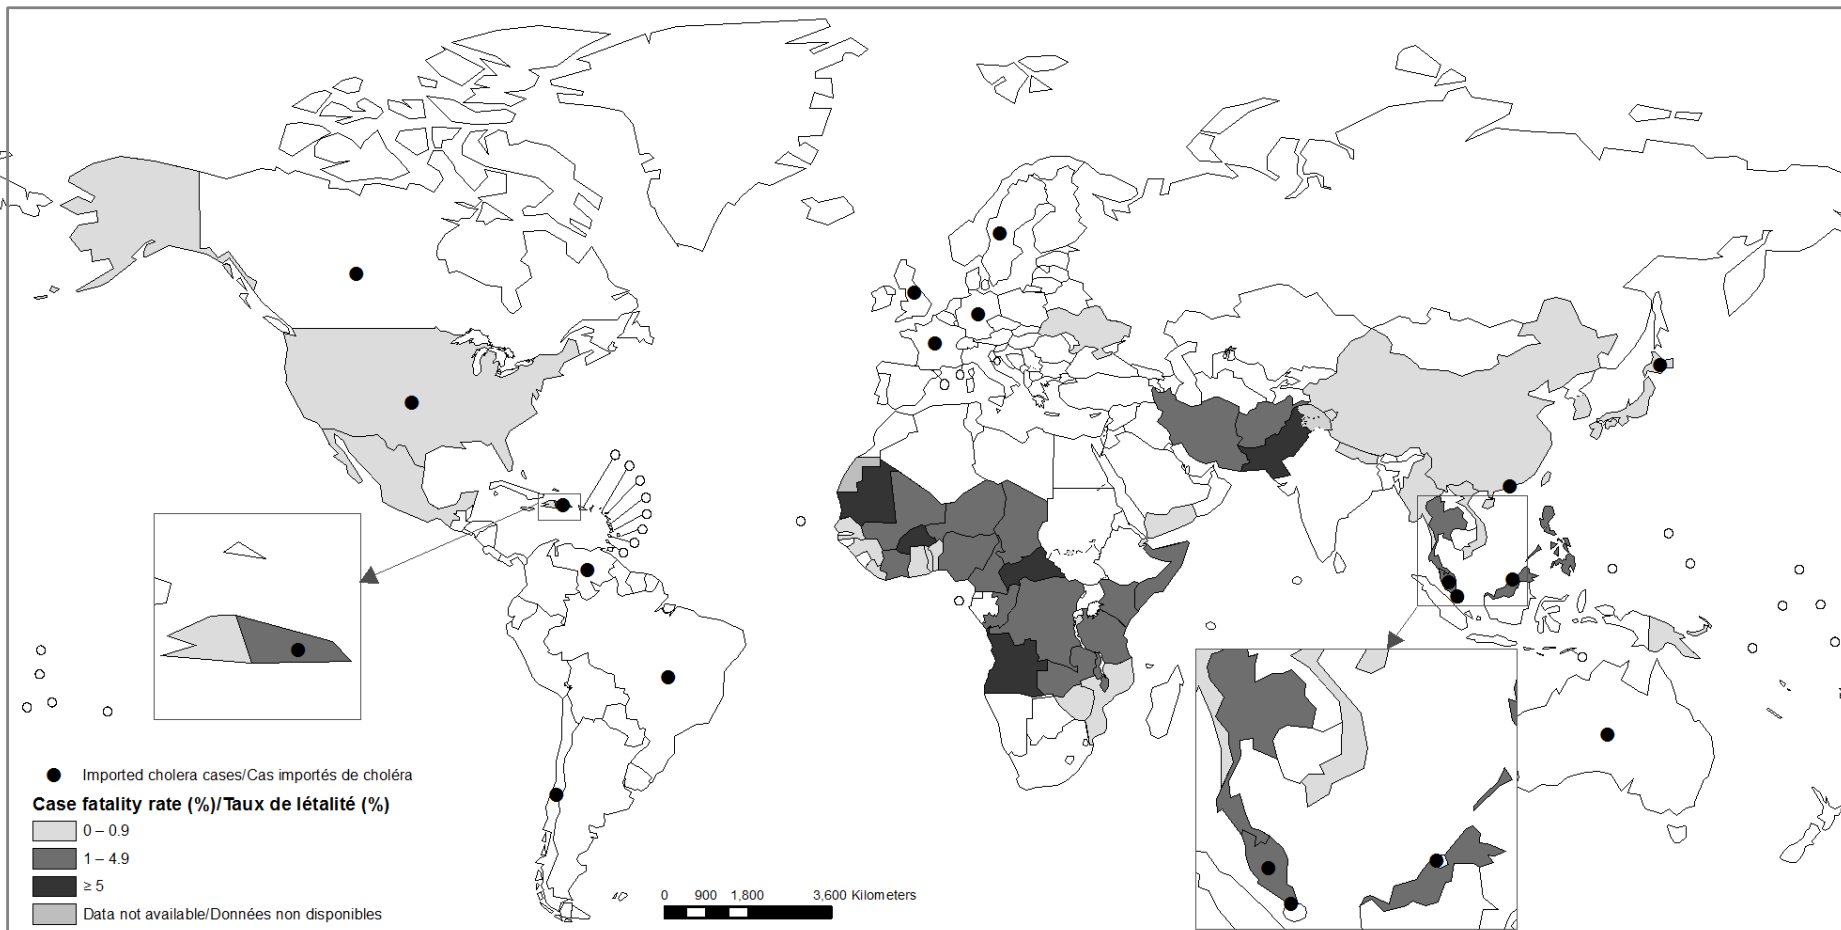 Imported cholera cases/Cas importés de choléra
Case fatality rate (%)/Taux de létalité (%)
0 – 0.9
1 – 4.9
≥ 5
Data not available/Données non disponibles
0 900 1,800 3,600 Kilometers